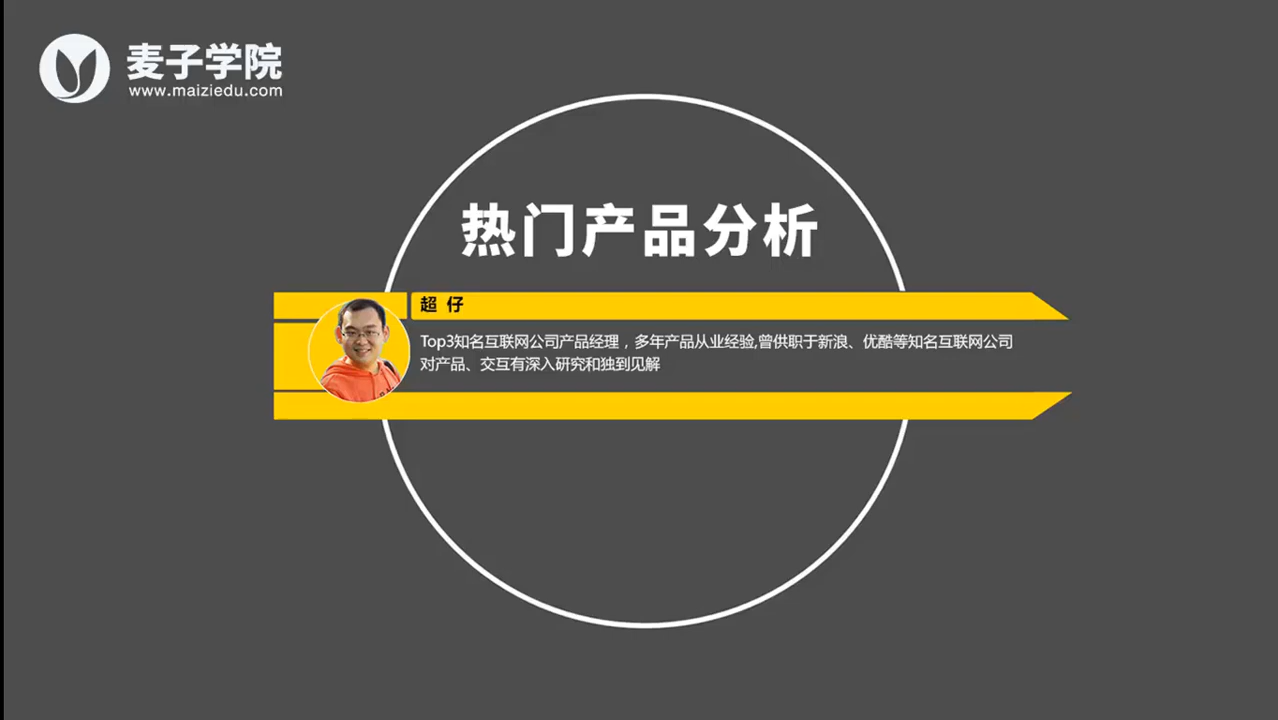 麦子学院
www.maiziedu.com
热门产品分析
超 仔
Top3知名互联网公司产品经理，多年产品从业经验,曾供职于新浪、优酷等知名互联网公司
对产品、交互有深入研究和独到见解